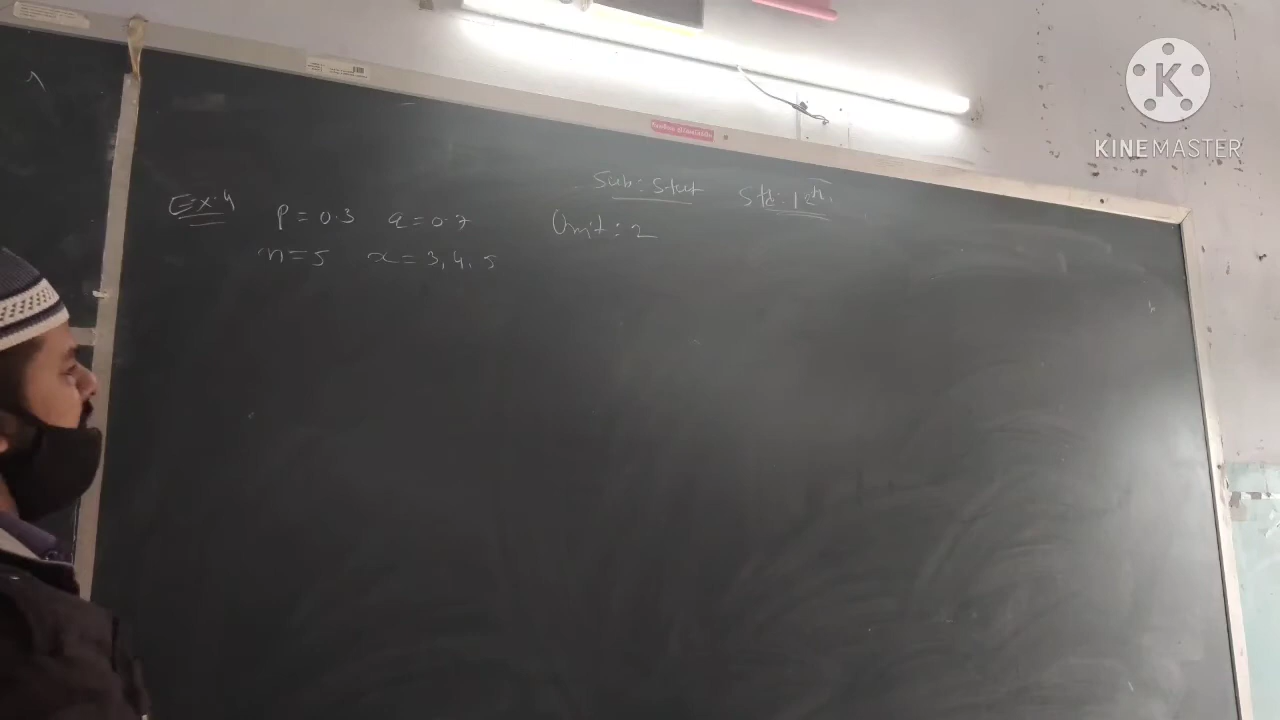 KINEMASTER
Sub: Stat Std: 12th.
Ex. 4 p = 0.3 q = 0.7 Unit: 2
n = 5 x = 3, 4, 5